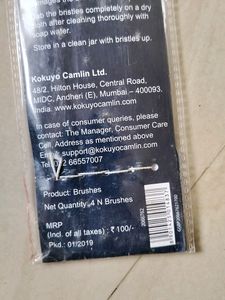 Dab the bristles completely on a dry
cloth after cleaning thoroughly with
soap water.
Store in a clean jar with bristles up.
Kokuyo Camlin Ltd.
48/2, Hilton House, Central Road,
MIDC, Andheri (E), Mumbai – 400093.
India. www.kokuyocamlin.com
In case of consumer queries, please
contact: The Manager, Consumer Care
Cell, Address as mentioned above
Email: support@kokuyocamlin.com
66557007
Product: Brushes
Net Quantity: 4 N Brushes
MRP
(Incl. of all taxes) : ₹ 100/-
Pkd.: 01/2019